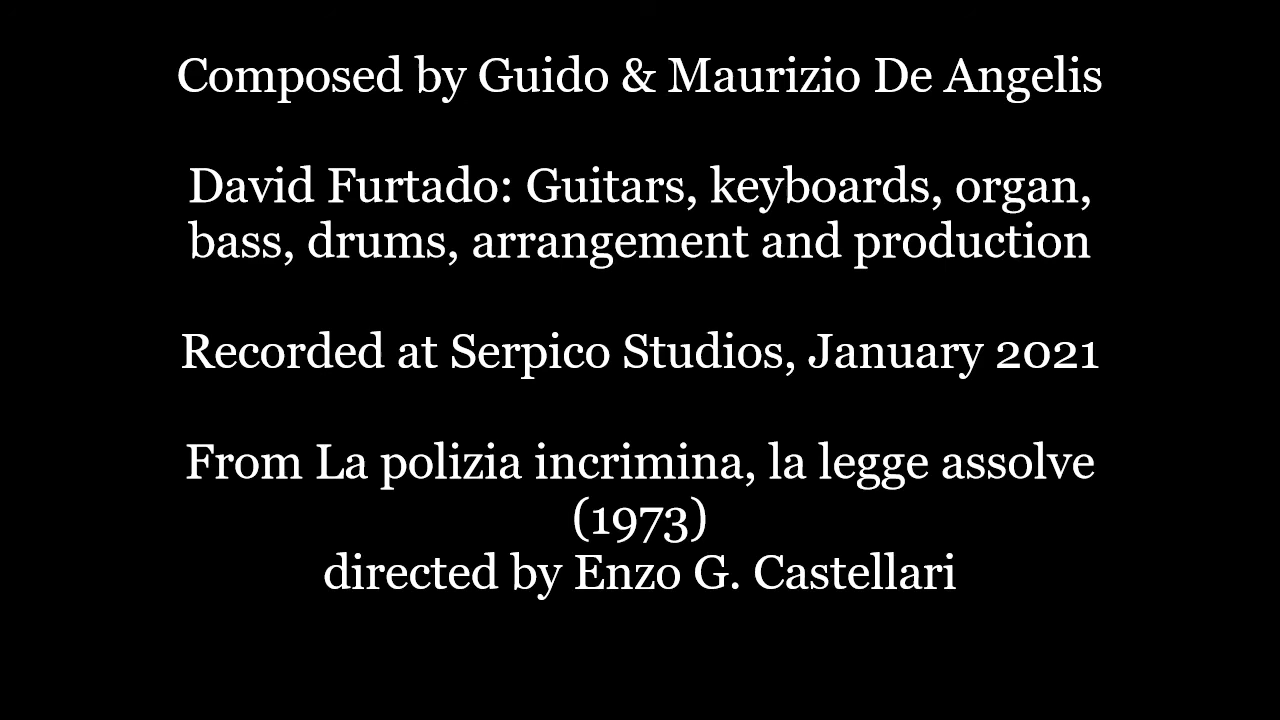 Composed by Guido & Maurizio De Angelis
David Furtado: Guitars, keyboards, organ,
bass, drums, arrangement and production
Recorded at Serpico Studios, January 2021
From La polizia incrimina, la legge assolve
(1973)
directed by Enzo G. Castellari